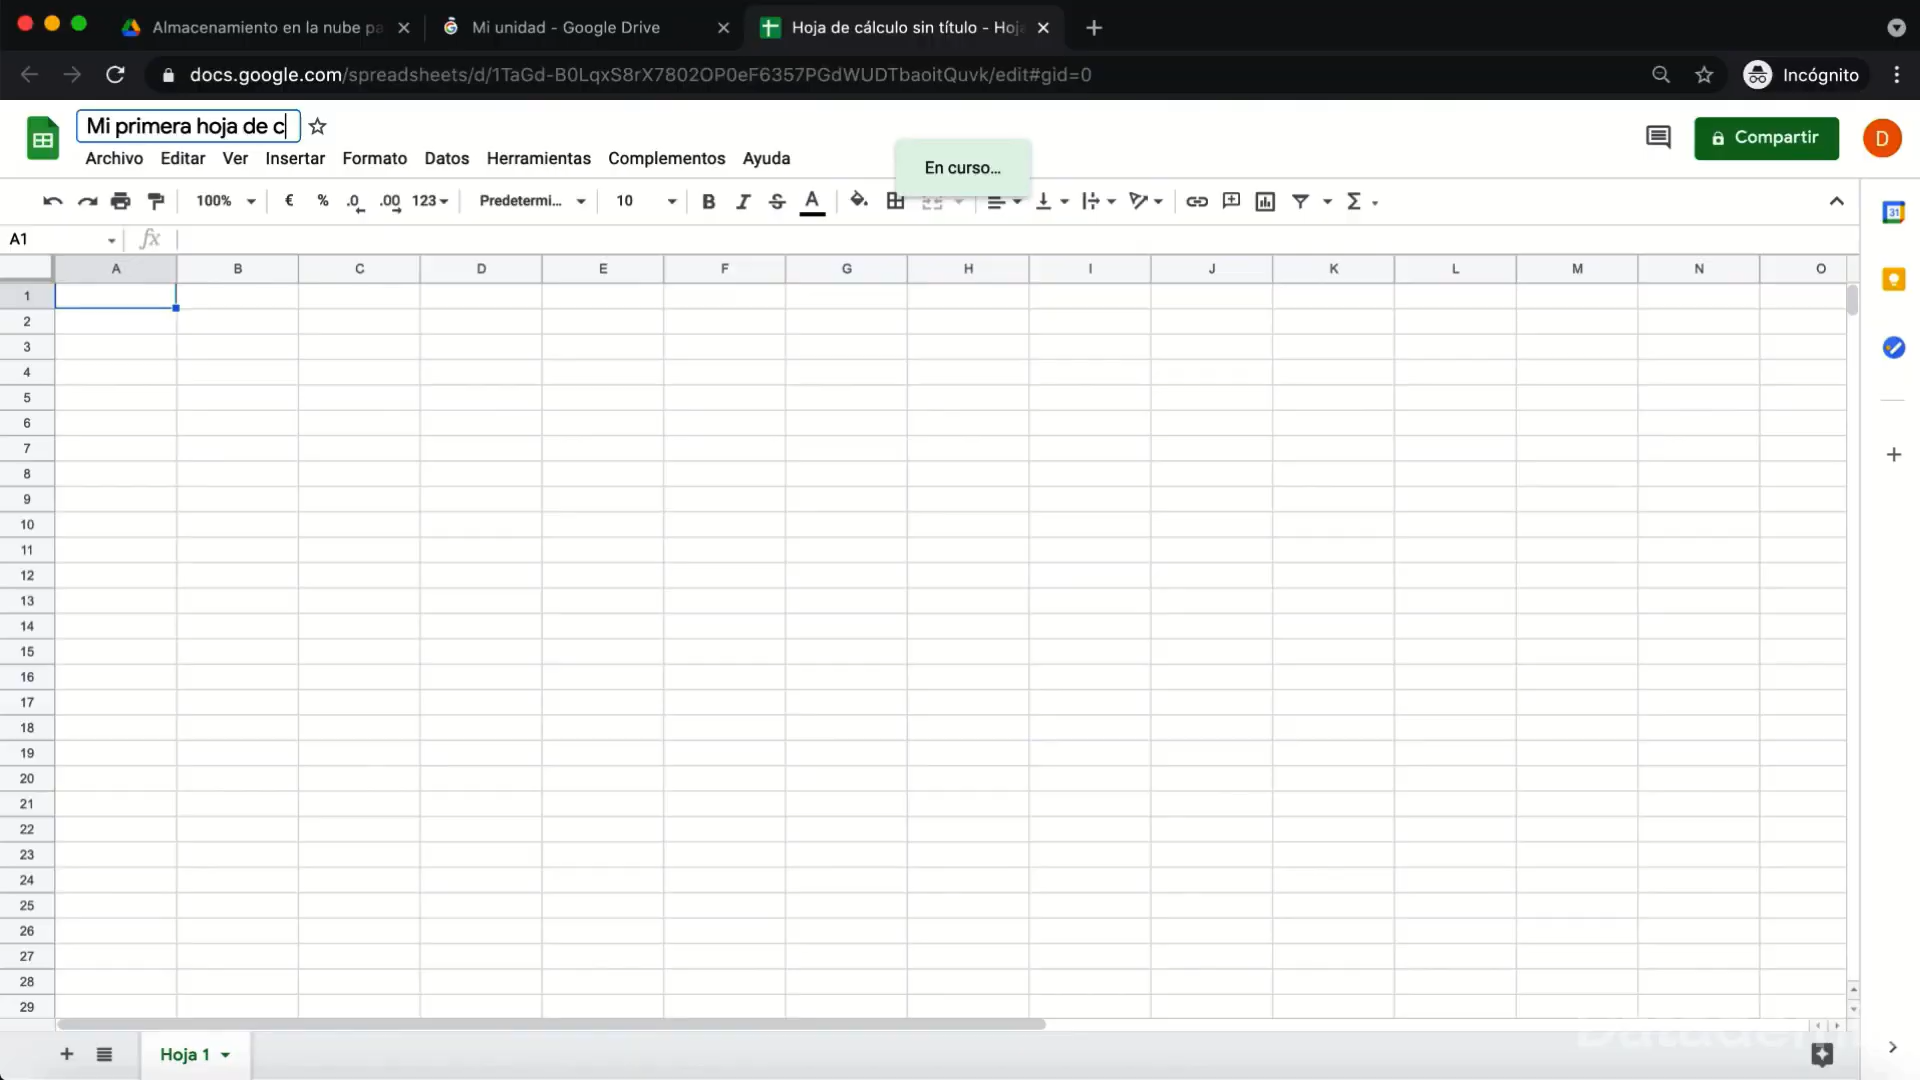 Almacenamiento en la nube pa
Mi unidad - Google Drive
Hoja de cálculo sin título - Hoja
docs.google.com/spreadsheets/d/1TaGd-B0LqxS8rX7802OP0eF6357PGdWUDTbaoitQuvk/edit#gid=0
Incógnito
Mi primera hoja de c
Archivo Editar Ver Insertar Formato Datos Herramientas Complementos Ayuda
En curso...
Compartir
D
100% € % .0 .00 123 Predetermi... 10 B I S A Σ
31
A1 fx
A B C D E F G H I J K L M N O
1
2
3
4
5
6
7
8
9
10
11
12
13
14
15
16
17
18
19
20
21
22
23
24
25
26
27
28
29
Hoja 1